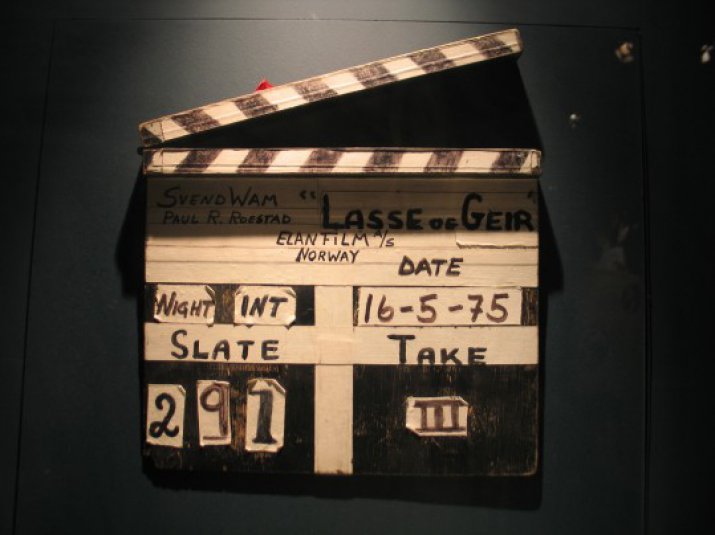 SVEND WAM
PAUL R. ROESTAD
"LASSE OG GEIR"
ELAN FILM A/S
NORWAY
DATE
NIGHT INT 16-5-75
SLATE TAKE
291 III